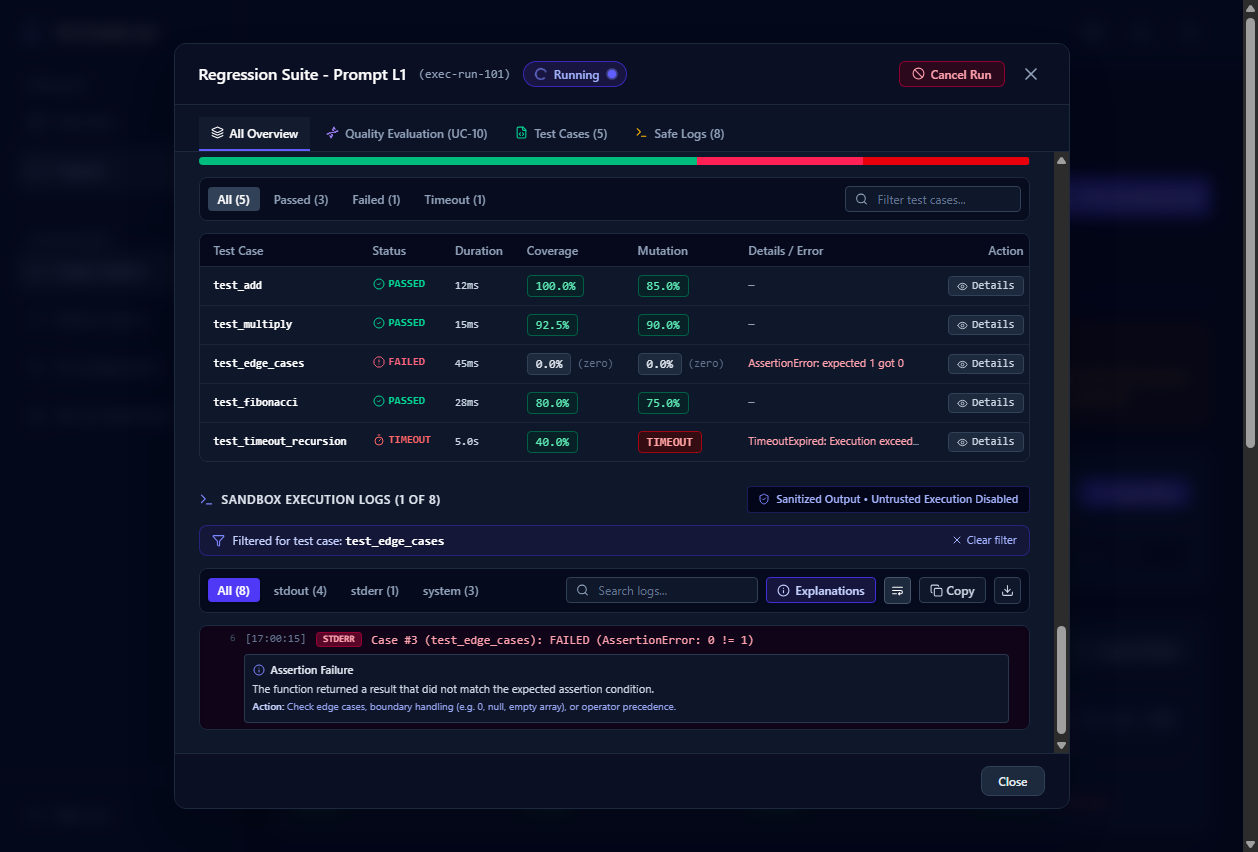 Regression Suite - Prompt L1 (exec-run-101) Running Cancel Run
All Overview Quality Evaluation (UC-10) Test Cases (5) Safe Logs (8)
All (5) Passed (3) Failed (1) Timeout (1) Filter test cases...
Test Case Status Duration Coverage Mutation Details / Error Action
test_add PASSED 12ms 100.0% 85.0% — Details
test_multiply PASSED 15ms 92.5% 90.0% — Details
test_edge_cases FAILED 45ms 0.0% (zero) 0.0% (zero) AssertionError: expected 1 got 0 Details
test_fibonacci PASSED 28ms 80.0% 75.0% — Details
test_timeout_recursion TIMEOUT 5.0s 40.0% TIMEOUT TimeoutExpired: Execution exceed... Details
SANDBOX EXECUTION LOGS (1 OF 8) Sanitized Output • Untrusted Execution Disabled
Filtered for test case: test_edge_cases Clear filter
All (8) stdout (4) stderr (1) system (3) Search logs... Explanations Copy
6 [17:00:15] STDERR Case #3 (test_edge_cases): FAILED (AssertionError: 0 != 1)
Assertion Failure
The function returned a result that did not match the expected assertion condition.
Action: Check edge cases, boundary handling (e.g. 0, null, empty array), or operator precedence.
Close